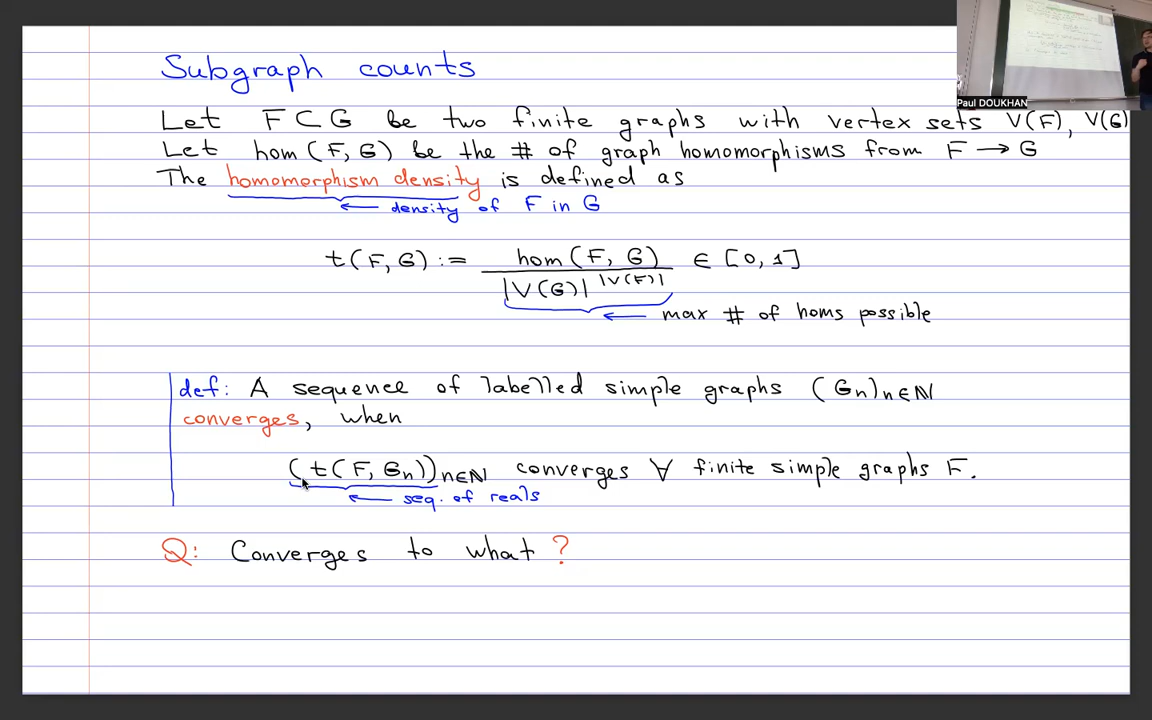 Subgraph counts
Paul DOUKHAN
Let F ⊂ G be two finite graphs with vertex sets V(F), V(G)
Let hom(F, G) be the # of graph homomorphisms from F → G
The homomorphism density is defined as
← density of F in G
t(F, G) := hom(F, G) / |V(G)|^|V(F)| ∈ [0, 1]
← max # of homs possible
def: A sequence of labelled simple graphs (Gn)n∈ℕ
converges, when
(t(F, Gn))n∈ℕ converges ∀ finite simple graphs F.
← seq. of reals
Q: Converges to what ?